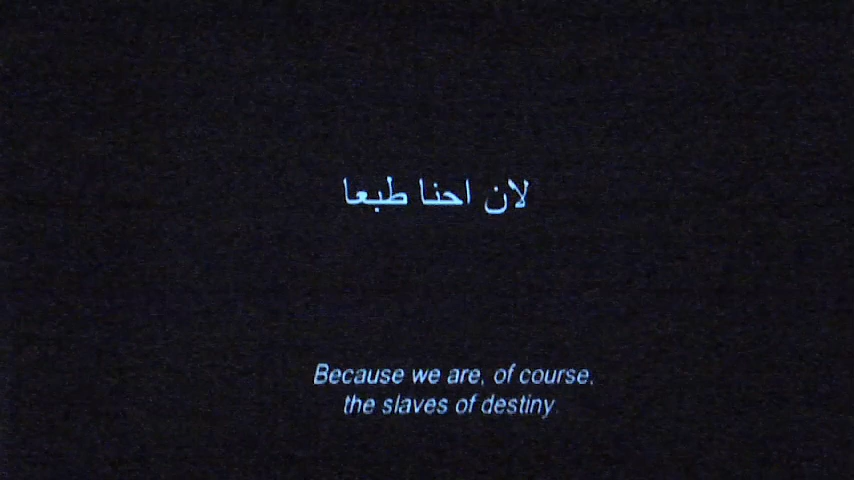 لان احنا طبعا
Because we are, of course,
the slaves of destiny